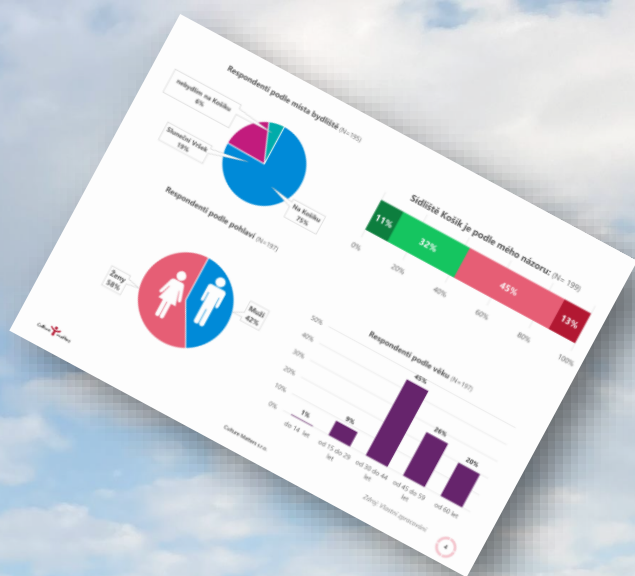 Respondenti podle místa bydliště (N=195)
nebydlím na Košíku
6%
Sluneční Vršek
19%
Na Košíku
75%
Respondenti podle pohlaví (N=197)
Ženy
58%
Muži
42%
Sídliště Košík je podle mého názoru: (N= 199)
11%
32%
45%
13%
0%
20%
40%
60%
80%
100%
Respondenti podle věku (N=197)
50%
40%
30%
20%
10%
0%
1%
9%
45%
26%
20%
do 14 let
od 15 do 29
let
od 30 do 44
let
od 45 do 59
let
od 60 let
Zdroj: Vlastní zpracování
Culture Matters
Culture Matters s.r.o.
4